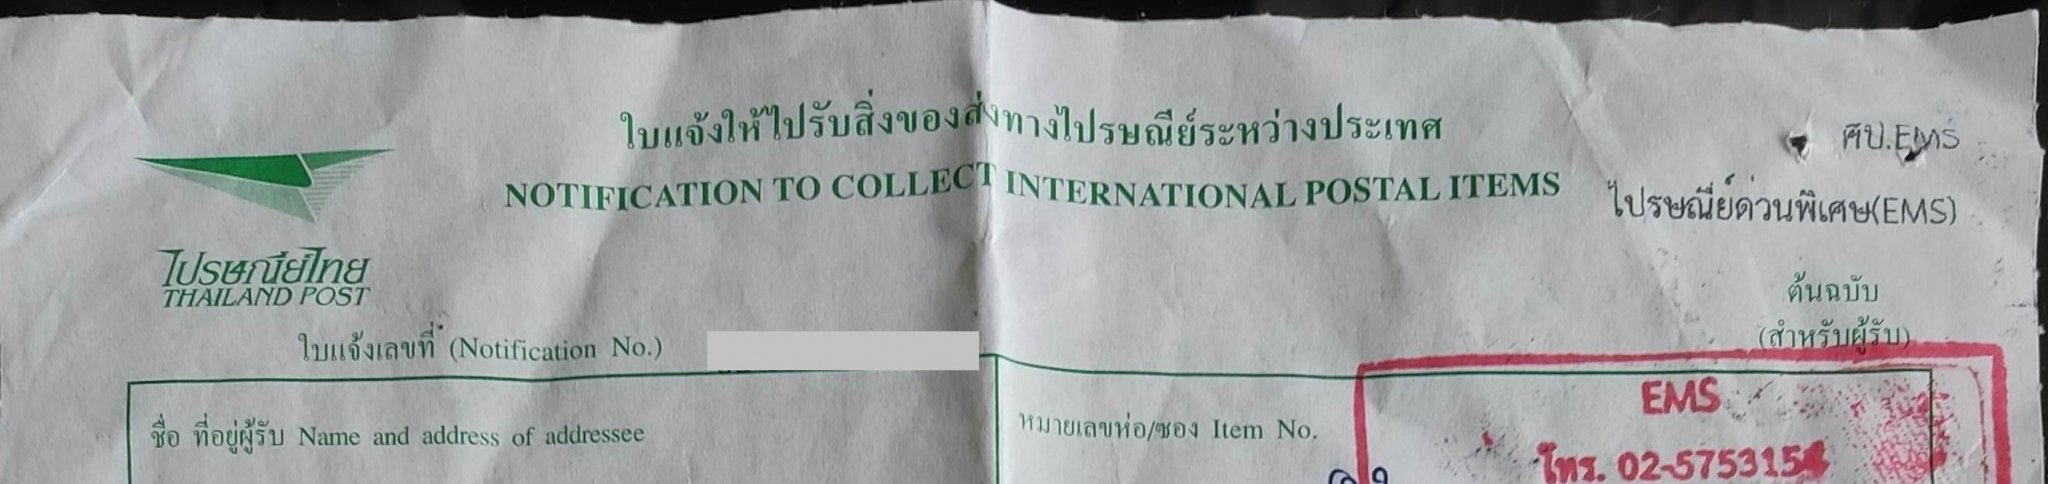 ใบแจ้งให้ไปรับสิ่งของส่งทางไปรษณีย์ระหว่างประเทศ
ศป.EMS
NOTIFICATION TO COLLECT INTERNATIONAL POSTAL ITEMS
ไปรษณีย์ด่วนพิเศษ(EMS)
ไปรษณีย์ไทย
THAILAND POST
ต้นฉบับ
(สำหรับผู้รับ)
ใบแจ้งเลขที่ (Notification No.)
ชื่อ ที่อยู่ผู้รับ Name and address of addressee
หมายเลขห่อ/ซอง Item No.
EMS
โทร. 02-5753154